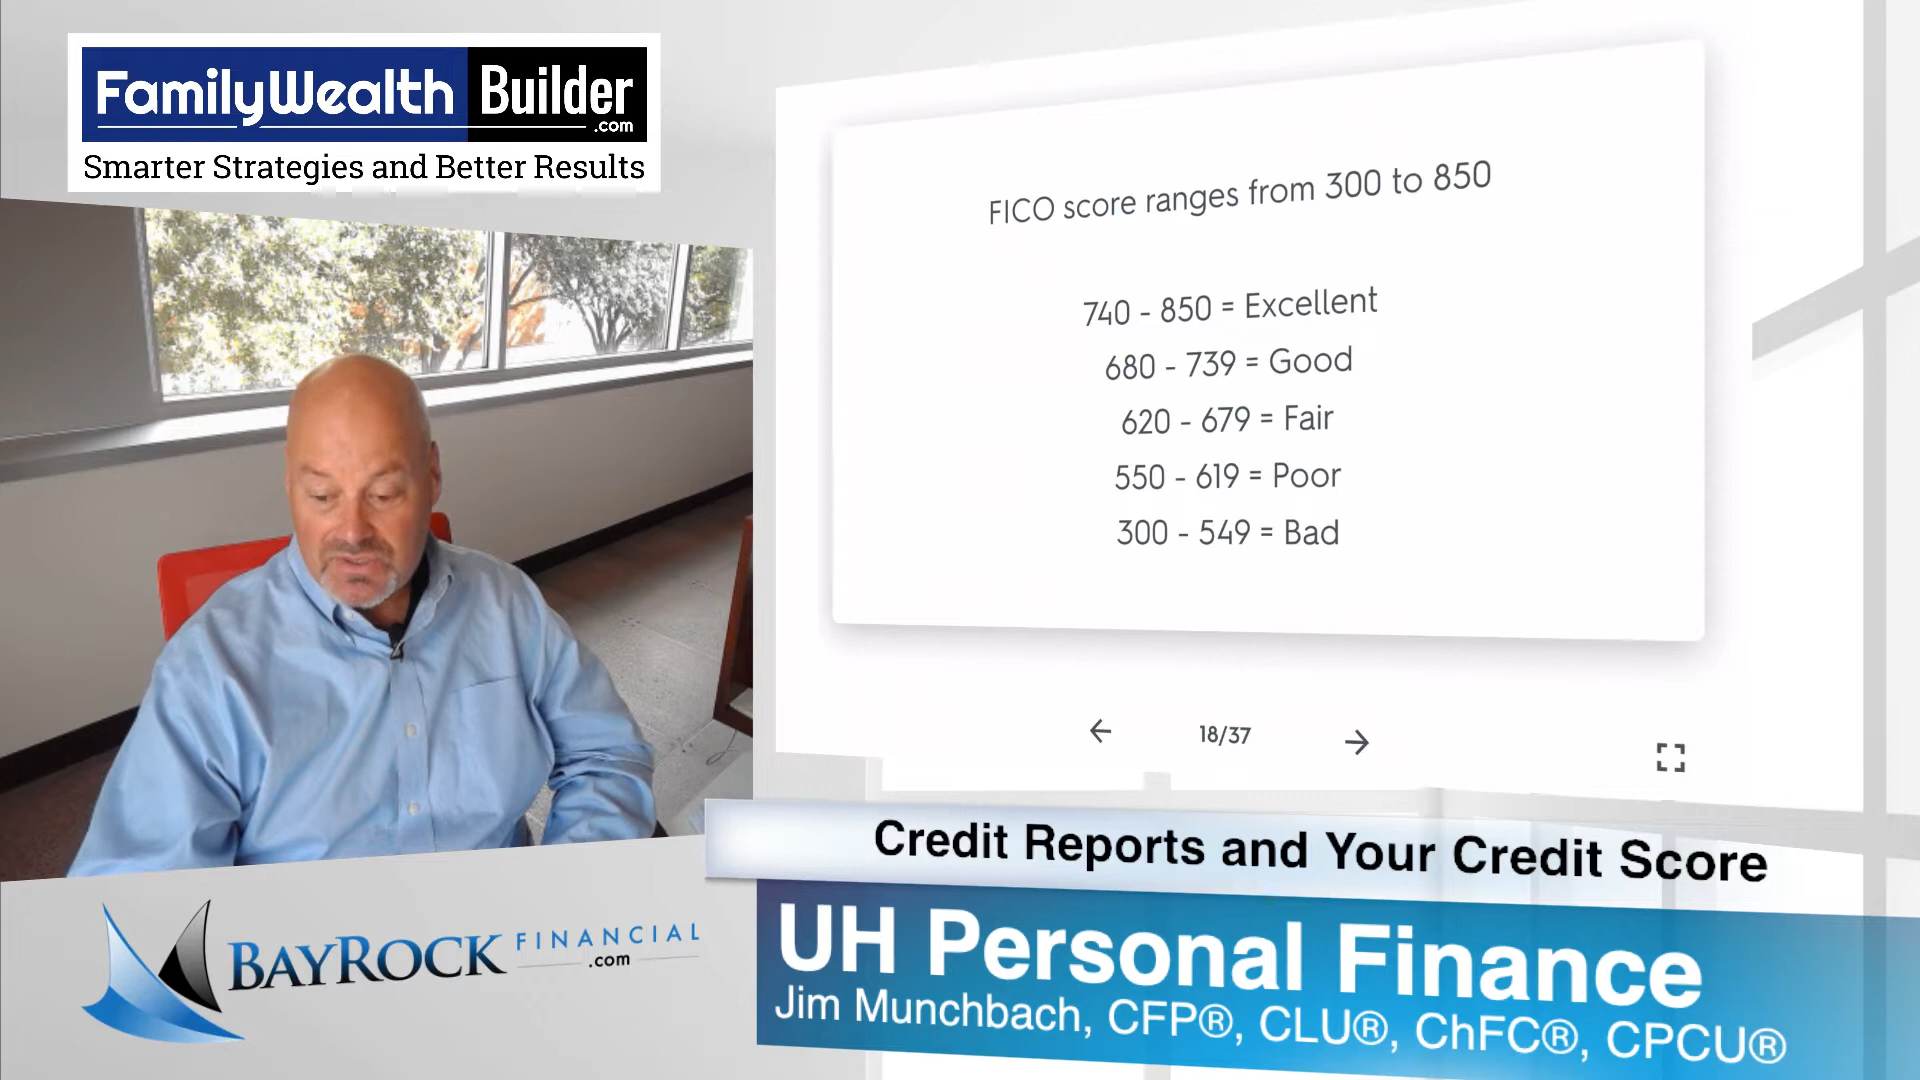 FamilyWealth Builder
.com
Smarter Strategies and Better Results
FICO score ranges from 300 to 850
740 - 850 = Excellent
680 - 739 = Good
620 - 679 = Fair
550 - 619 = Poor
300 - 549 = Bad
18/37
Credit Reports and Your Credit Score
UH Personal Finance
Jim Munchbach, CFP®, CLU®, ChFC®, CPCU®
BAYROCK FINANCIAL
.com